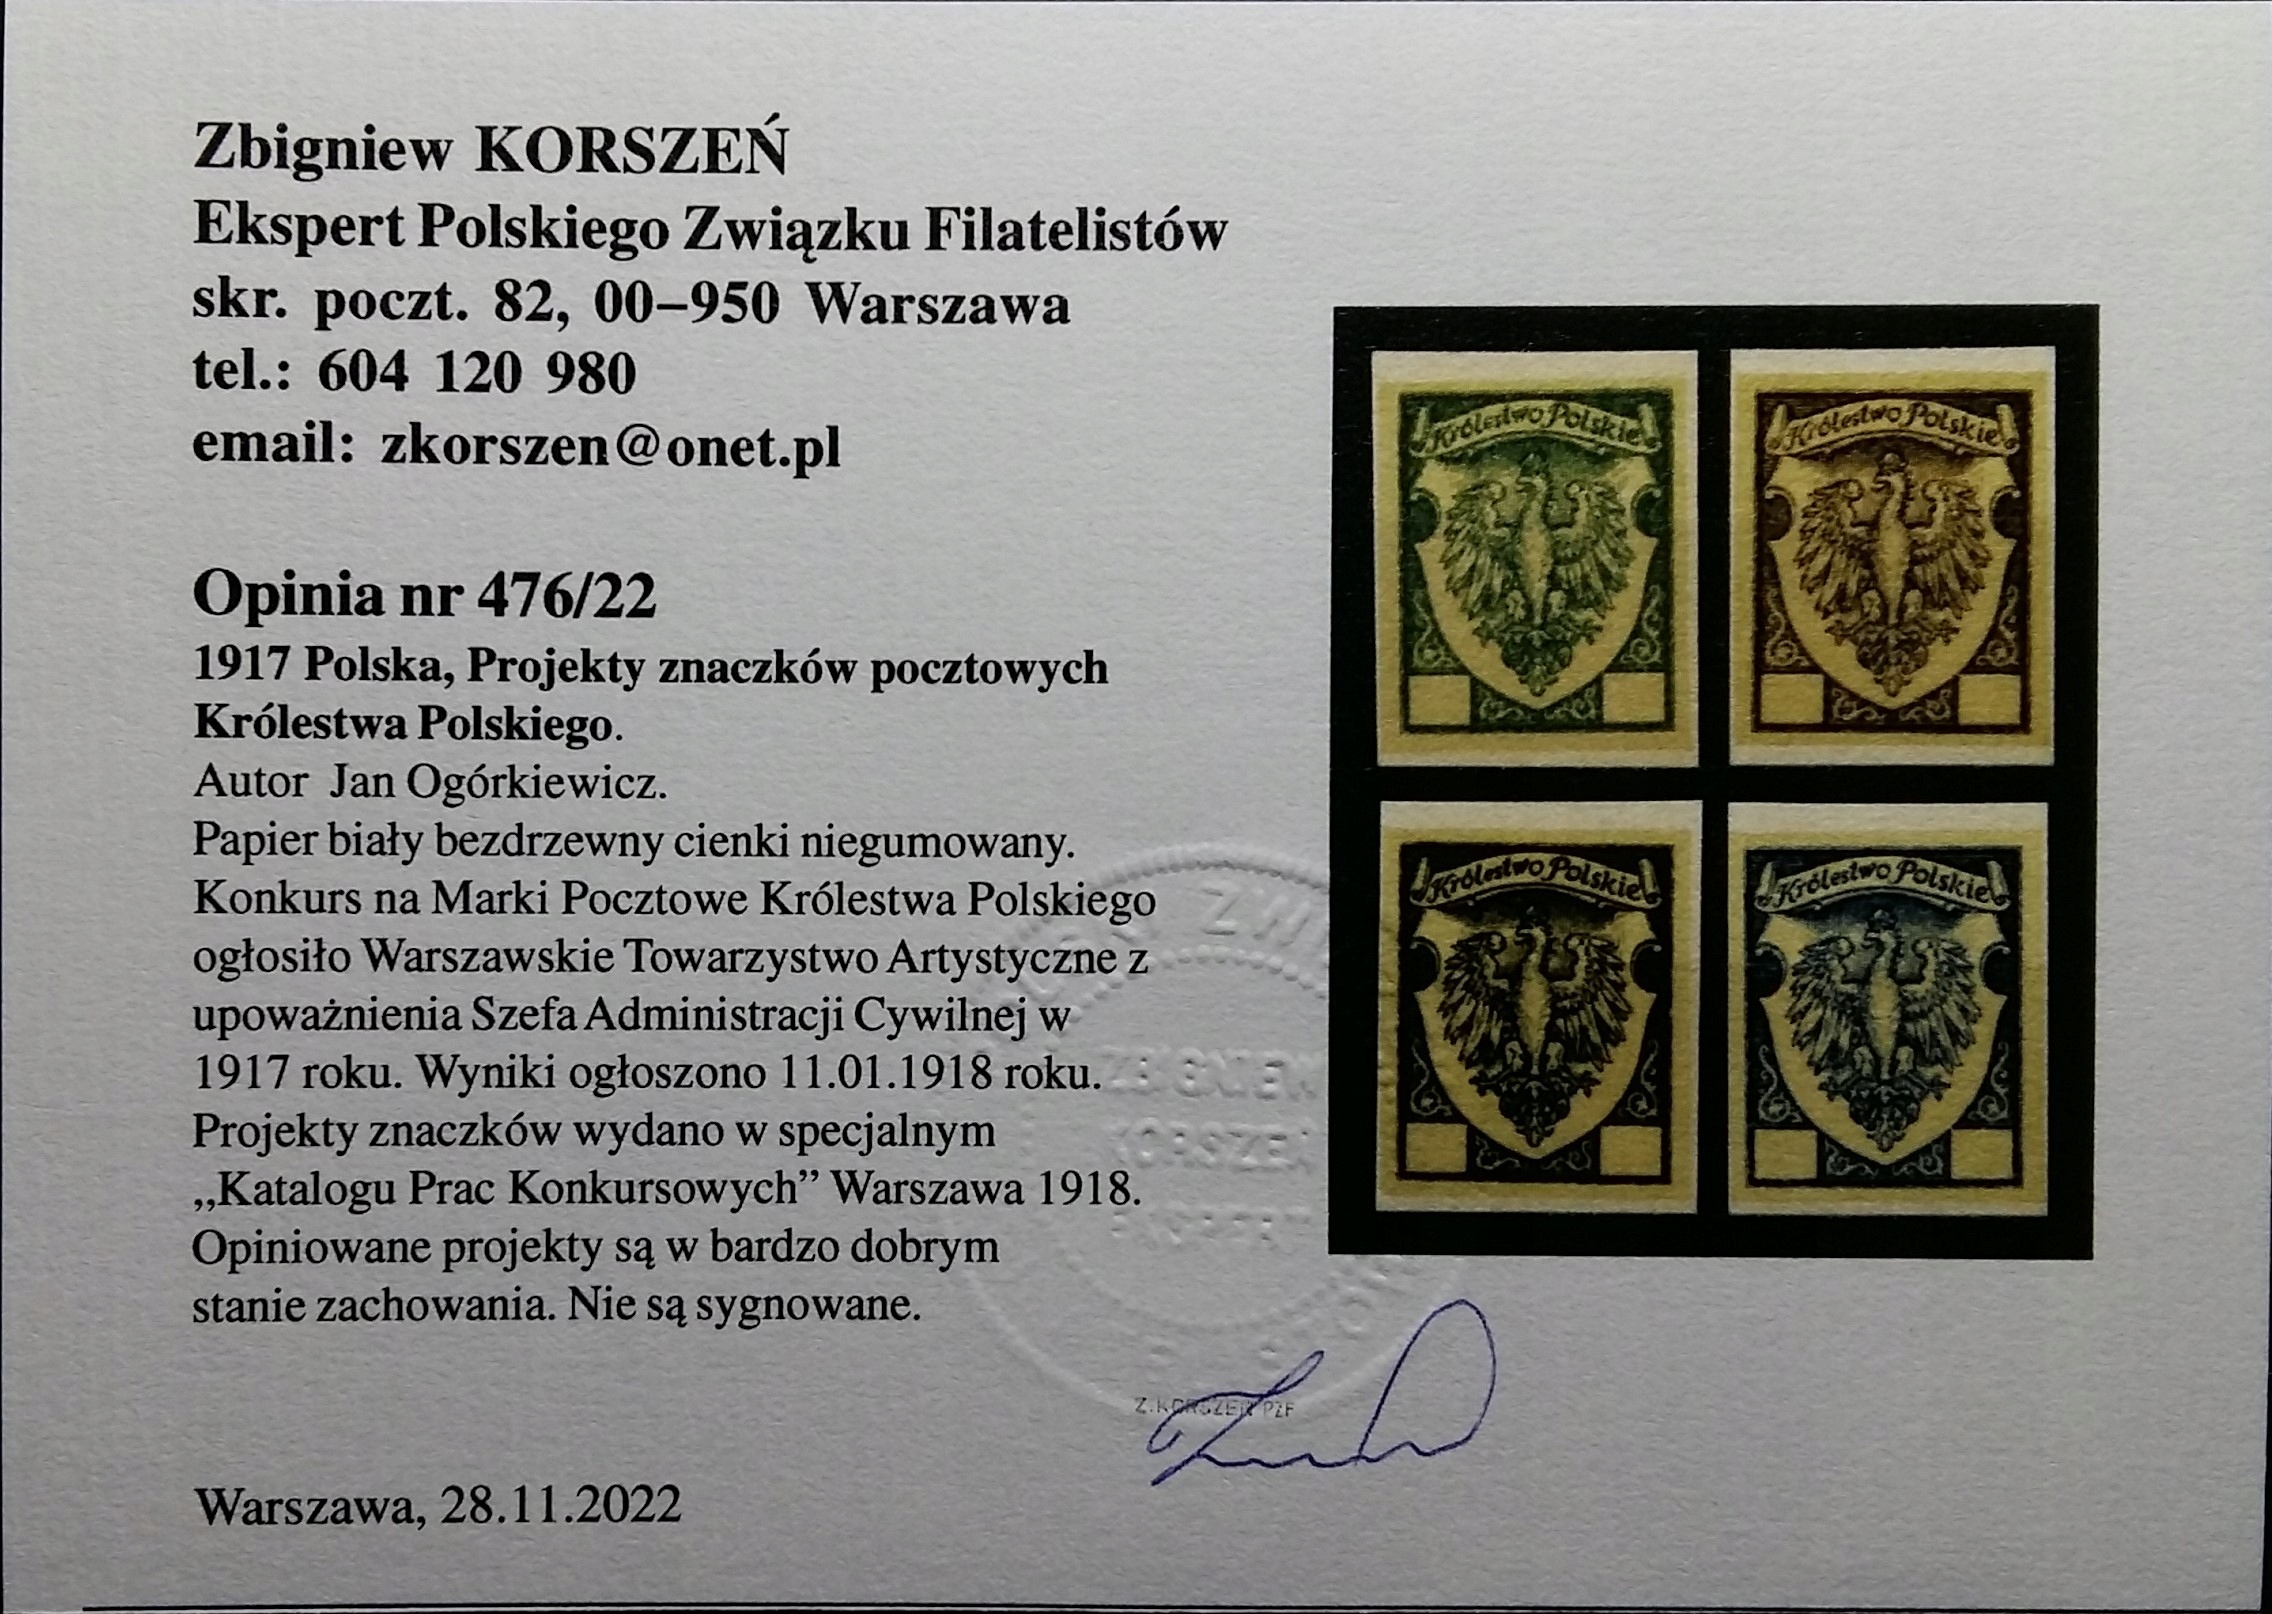 Zbigniew KORSZEŃ
Ekspert Polskiego Związku Filatelistów
skr. poczt. 82, 00–950 Warszawa
tel.: 604 120 980
email: zkorszen@onet.pl
Opinia nr 476/22
1917 Polska, Projekty znaczków pocztowych
Królestwa Polskiego.
Autor Jan Ogórkiewicz.
Papier biały bezdrzewny cienki niegumowany.
Konkurs na Marki Pocztowe Królestwa Polskiego
ogłosiło Warszawskie Towarzystwo Artystyczne z
upoważnienia Szefa Administracji Cywilnej w
1917 roku. Wyniki ogłoszono 11.01.1918 roku.
Projekty znaczków wydano w specjalnym
„Katalogu Prac Konkursowych” Warszawa 1918.
Opiniowane projekty są w bardzo dobrym
stanie zachowania. Nie są sygnowane.
Warszawa, 28.11.2022
Królestwo Polskie
Królestwo Polskie
Królestwo Polskie
Królestwo Polskie
ZBIGNIEW
KORSZEŃ
Z.KORSZEŃ PZF